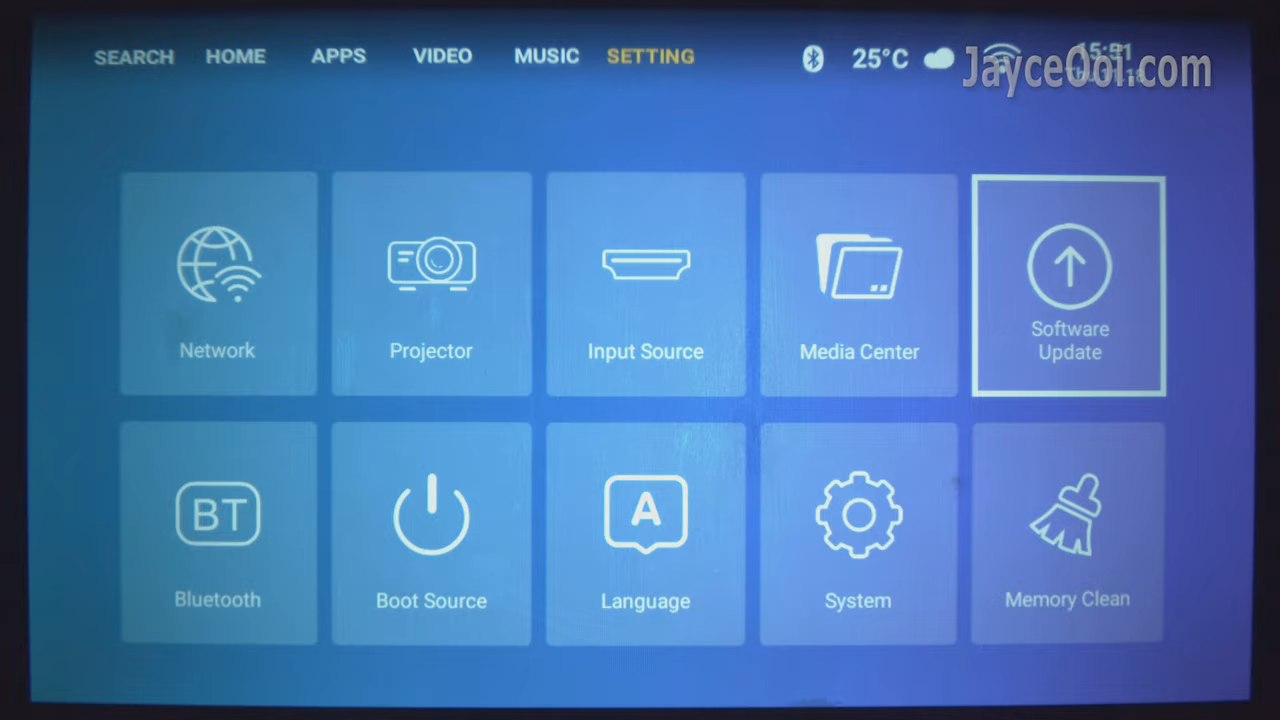 SEARCH HOME APPS VIDEO MUSIC SETTING 25°C
JayceOoi.com
Network Projector Input Source Media Center Software
Update
BT A
Bluetooth Boot Source Language System Memory Clean